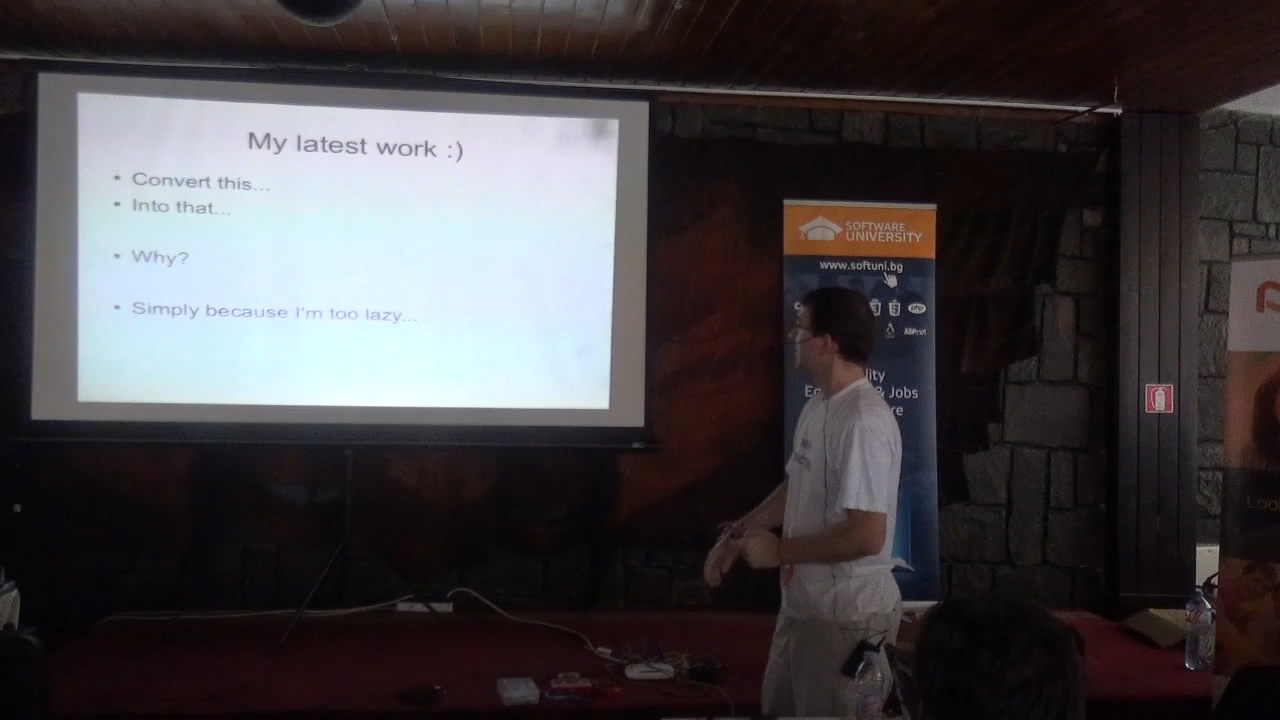 My latest work :)
• Convert this...
• Into that...
• Why?
• Simply because I'm too lazy...
SOFTWARE
UNIVERSITY
www.softuni.bg
php
& Jobs